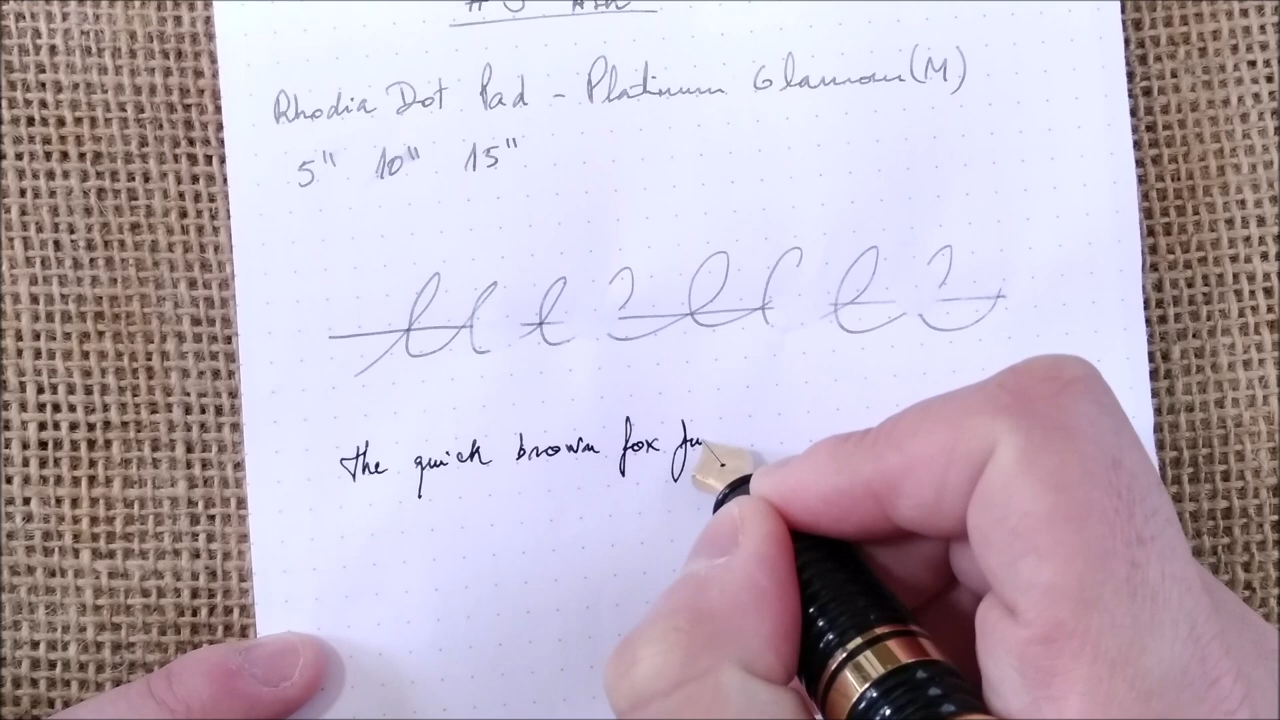 Rhodia Dot Pad - Platinum Glamour (M)
5" 10" 15"
the quick brown fox ju